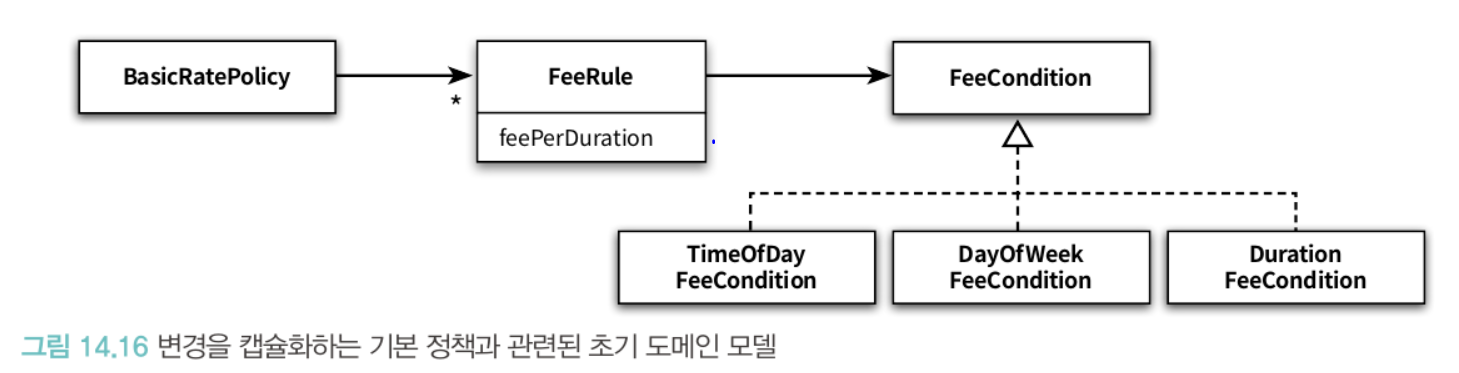 BasicRatePolicy
*
FeeRule
feePerDuration
FeeCondition
TimeOfDay
FeeCondition
DayOfWeek
FeeCondition
Duration
FeeCondition
그림 14.16 변경을 캡슐화하는 기본 정책과 관련된 초기 도메인 모델